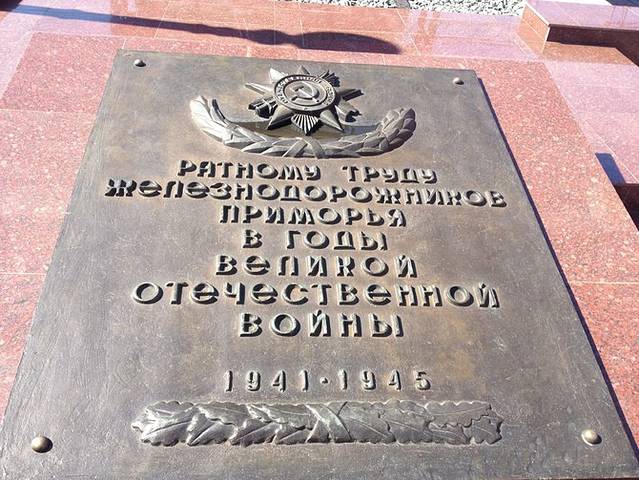 РАТНОМУ ТРУДУ
ЖЕЛЕЗНОДОРОЖНИКОВ
ПРИМОРЬЯ
В ГОДЫ
ВЕЛИКОЙ
ОТЕЧЕСТВЕННОЙ
ВОЙНЫ
1941·1945